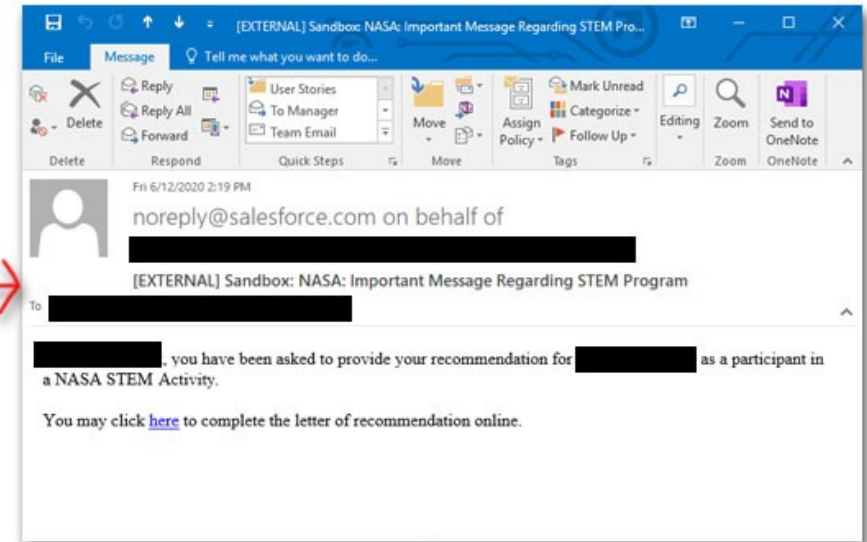 [EXTERNAL] Sandbox: NASA: Important Message Regarding STEM Pro...
File Message Tell me what you want to do...
Delete
Reply
Reply All
Forward
User Stories
To Manager
Team Email
Move
Assign
Policy
Mark Unread
Categorize
Follow Up
Editing
Zoom
Send to
OneNote
Delete Respond Quick Steps Move Tags Zoom OneNote
Fri 6/12/2020 2:19 PM
noreply@salesforce.com on behalf of
[EXTERNAL] Sandbox: NASA: Important Message Regarding STEM Program
To
, you have been asked to provide your recommendation for as a participant in
a NASA STEM Activity.
You may click here to complete the letter of recommendation online.